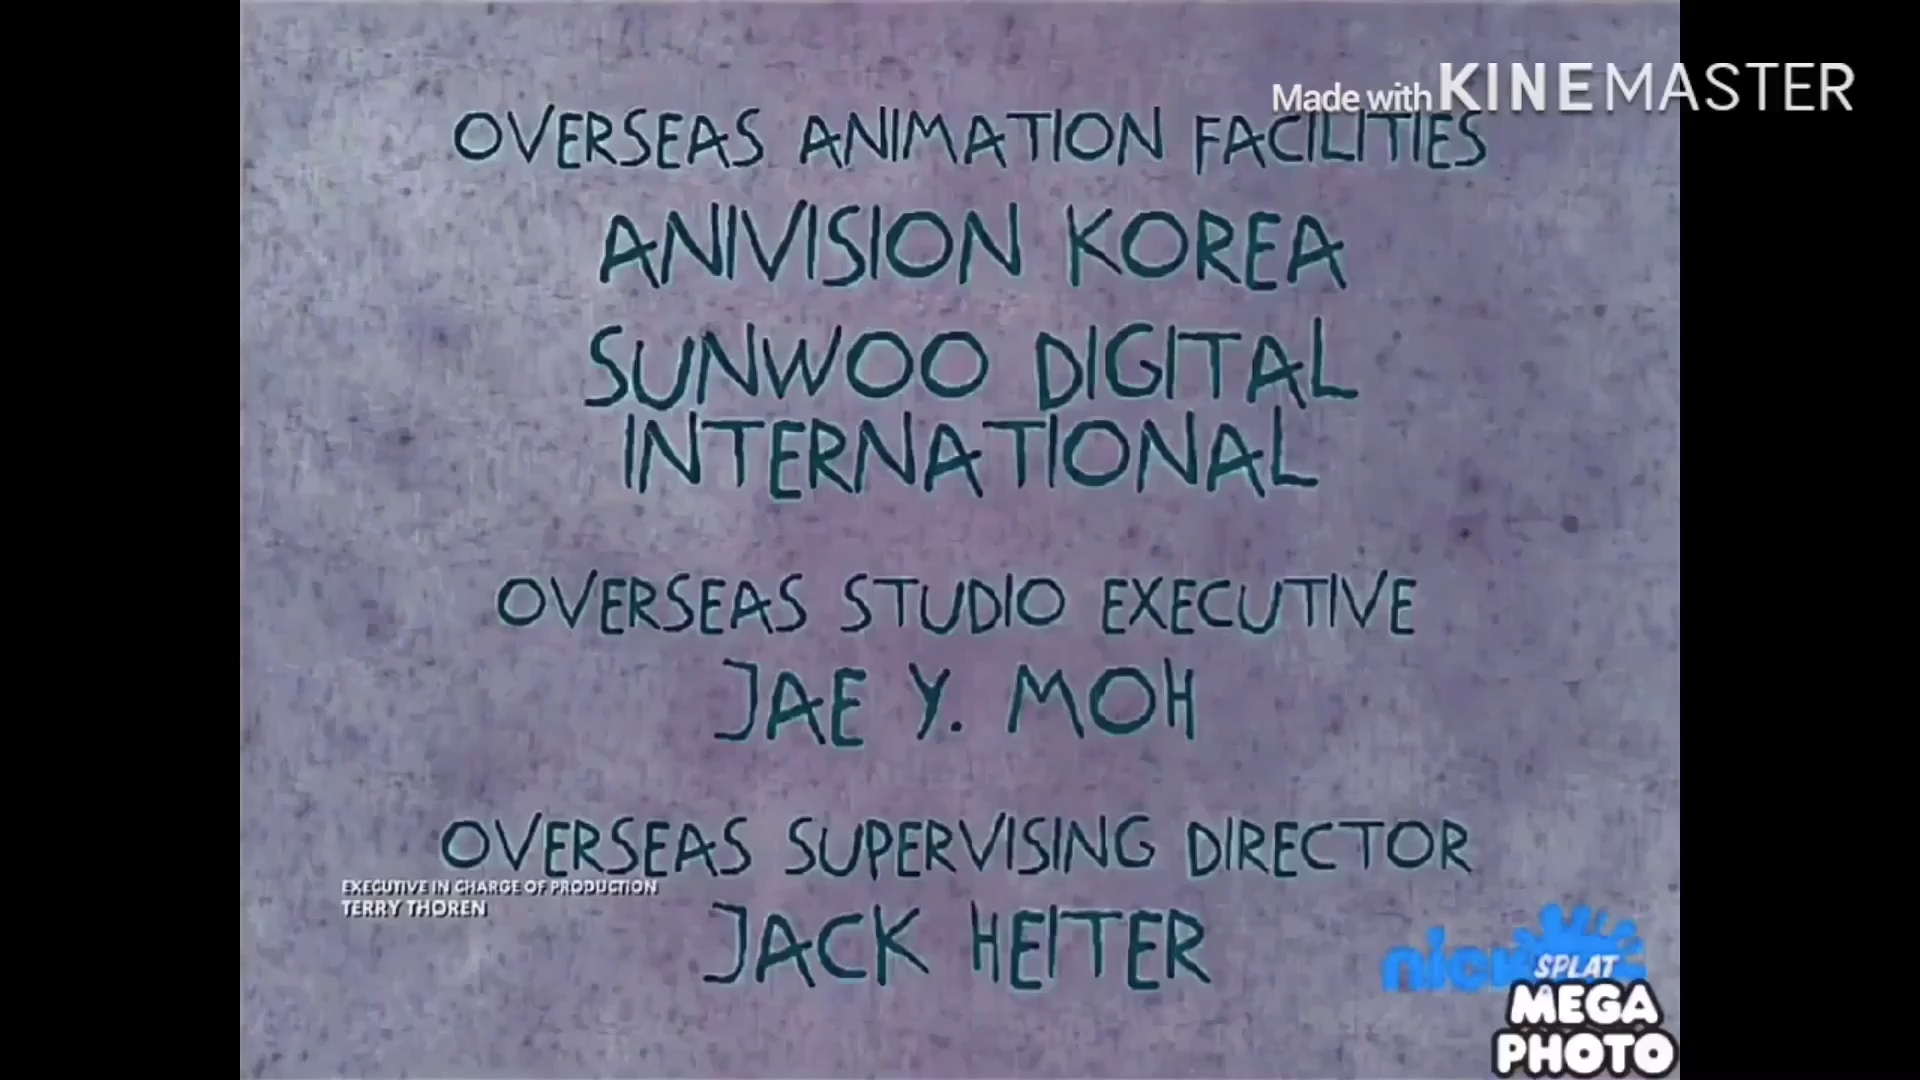 Made with KINEMASTER
OVERSEAS ANIMATION FACILITIES
ANIVISION KOREA
SUNWOO DIGITAL
INTERNATIONAL
OVERSEAS STUDIO EXECUTIVE
JAE Y. MOH
OVERSEAS SUPERVISING DIRECTOR
EXECUTIVE IN CHARGE OF PRODUCTION
TERRY THOREN
JACK HEITER
nick
SPLAT
MEGA
PHOTO